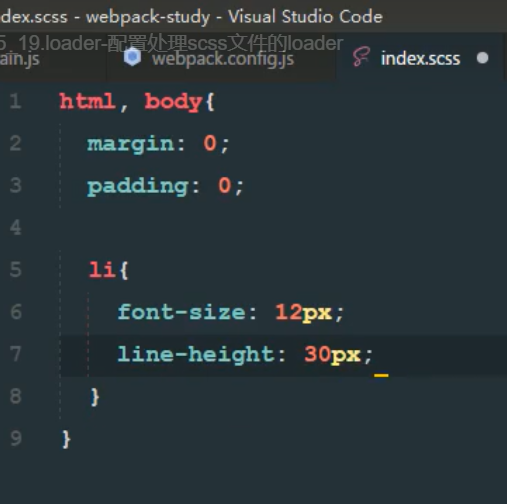 dex.scss - webpack-study - Visual Studio Code
5_19.loader-配置处理scss文件的loader
ain.js webpack.config.js index.scss
1 html, body{
2 margin: 0;
3 padding: 0;
4
5 li{
6 font-size: 12px;
7 line-height: 30px;
8 }
9 }